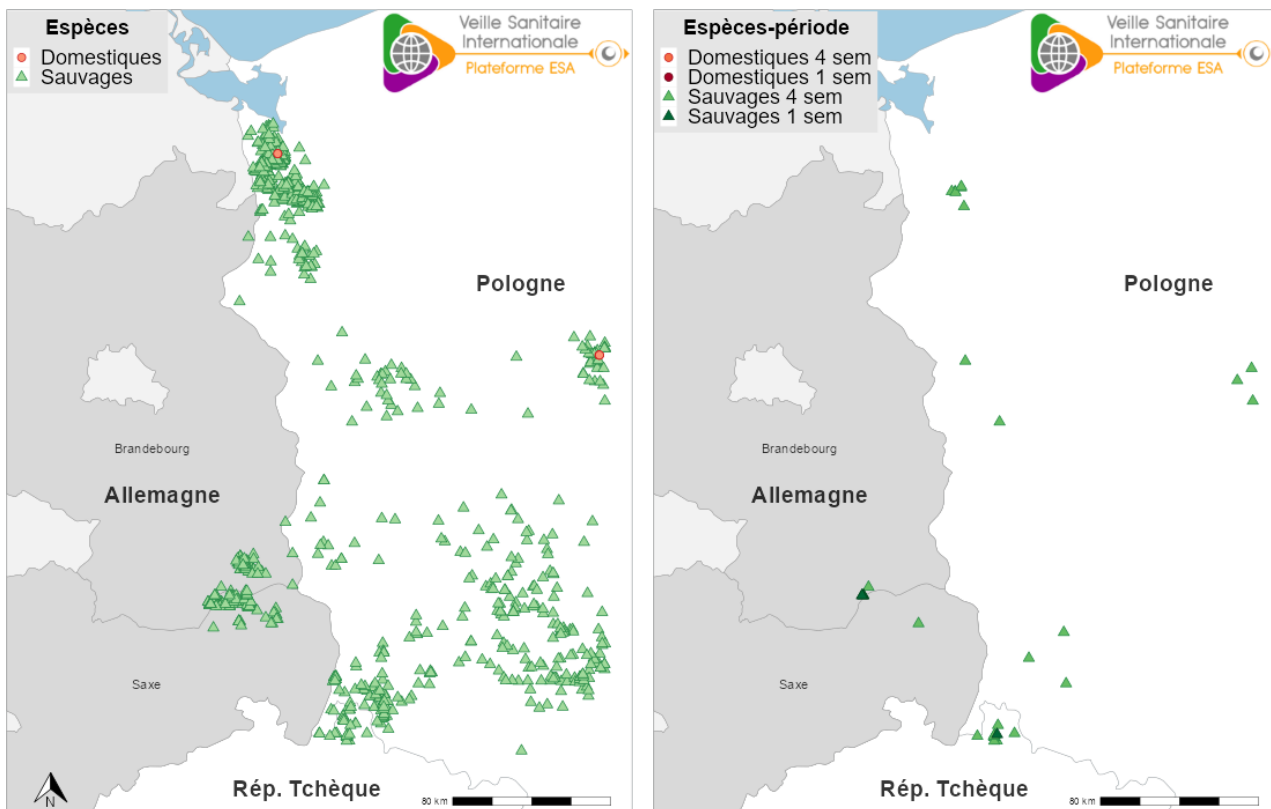 Espèces
Domestiques
Sauvages
Veille Sanitaire
Internationale
Plateforme ESA
Pologne
Brandebourg
Allemagne
Saxe
Rép. Tchèque
N
80 km
Espèces-période
Domestiques 4 sem
Domestiques 1 sem
Sauvages 4 sem
Sauvages 1 sem
Veille Sanitaire
Internationale
Plateforme ESA
Pologne
Brandebourg
Allemagne
Saxe
Rép. Tchèque
80 km